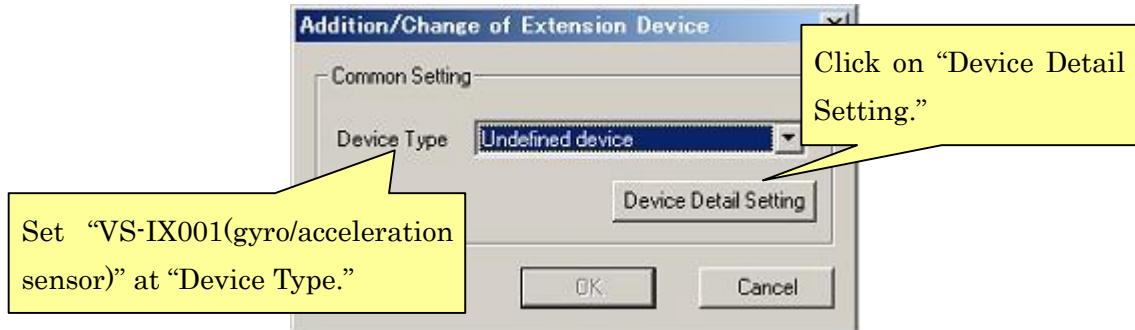 Addition/Change of Extension Device
Click on “Device Detail
Setting.”
Common Setting
Device Type
Undefined device
Device Detail Setting
Set “VS-IX001(gyro/acceleration
sensor)” at “Device Type.”
OK
Cancel